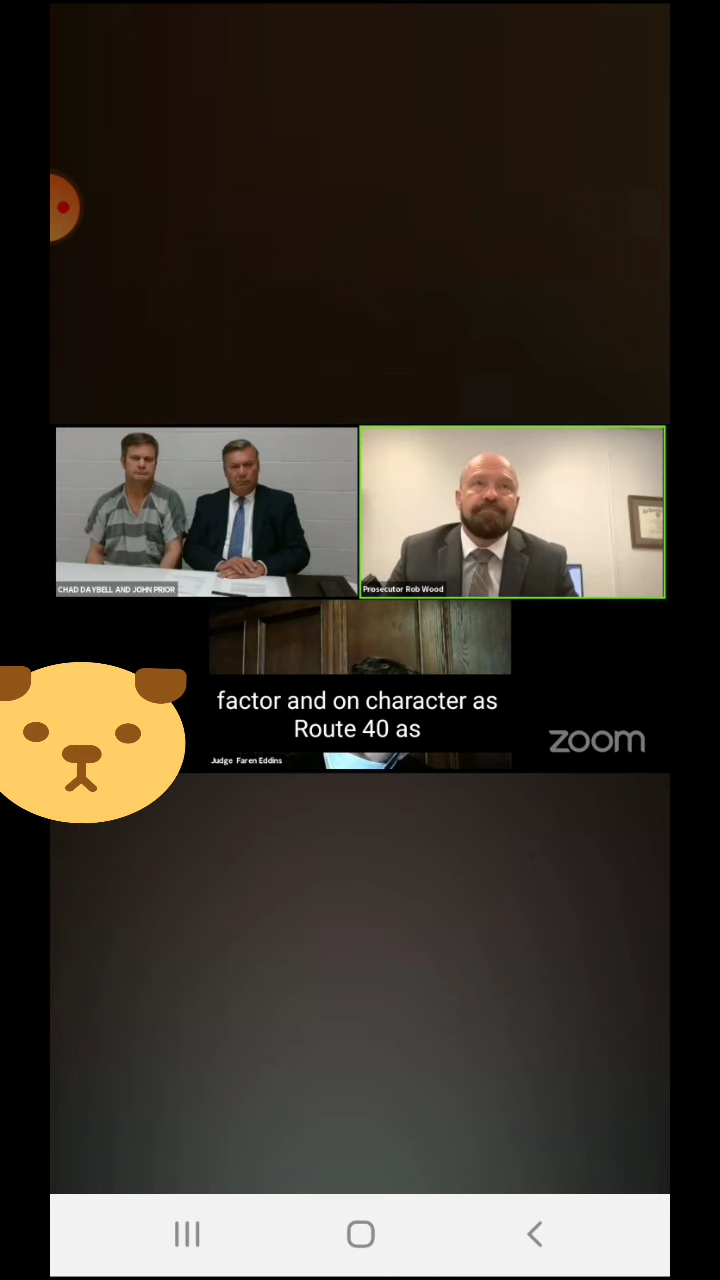 CHAD DAYBELL AND JOHN PRIOR
Prosecutor Rob Wood
factor and on character as
Route 40 as
zoom
Judge Faren Eddins